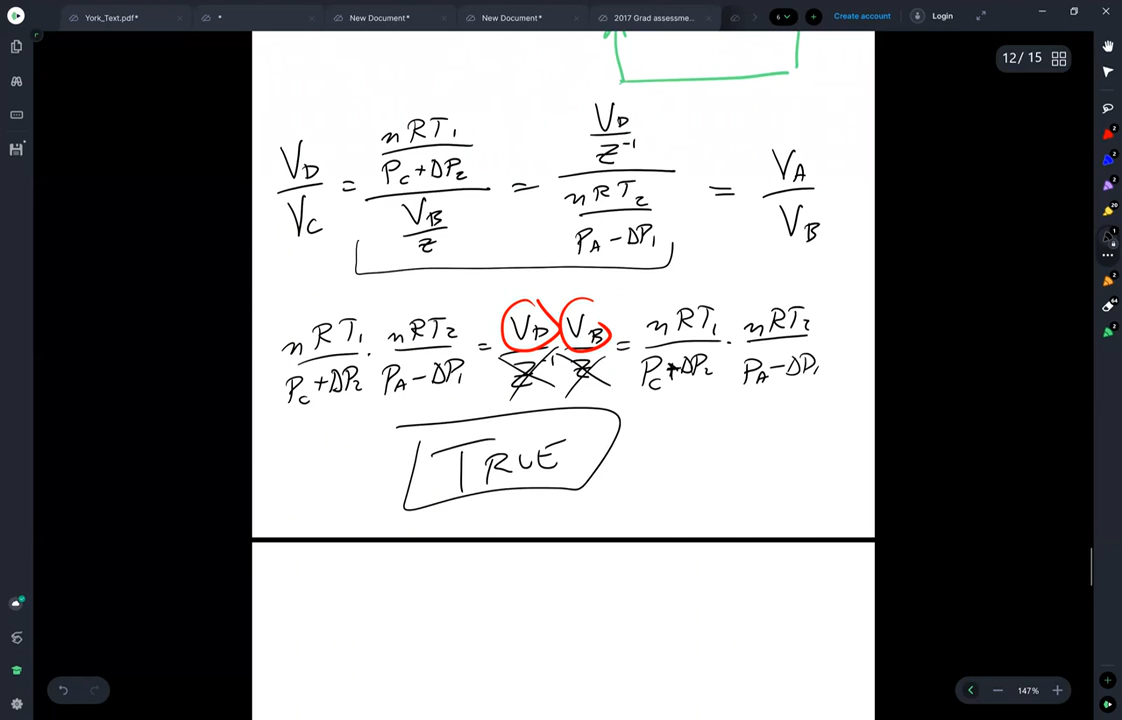 York_Text.pdf* * New Document* New Document* 2017 Grad assessme... 6 Create account Login
12/ 15
V_D/V_C = (nRT_1/(P_C+ΔP_2))/(V_B/z) = (V_D/z^-1)/(nRT_2/(P_A-ΔP_1)) = V_A/V_B
nRT_1/(P_C+ΔP_2) · nRT_2/(P_A-ΔP_1) = V_D/z^-1 V_B/z = nRT_1/(P_C+ΔP_2) · nRT_2/(P_A-ΔP_1)
TRUE
147%